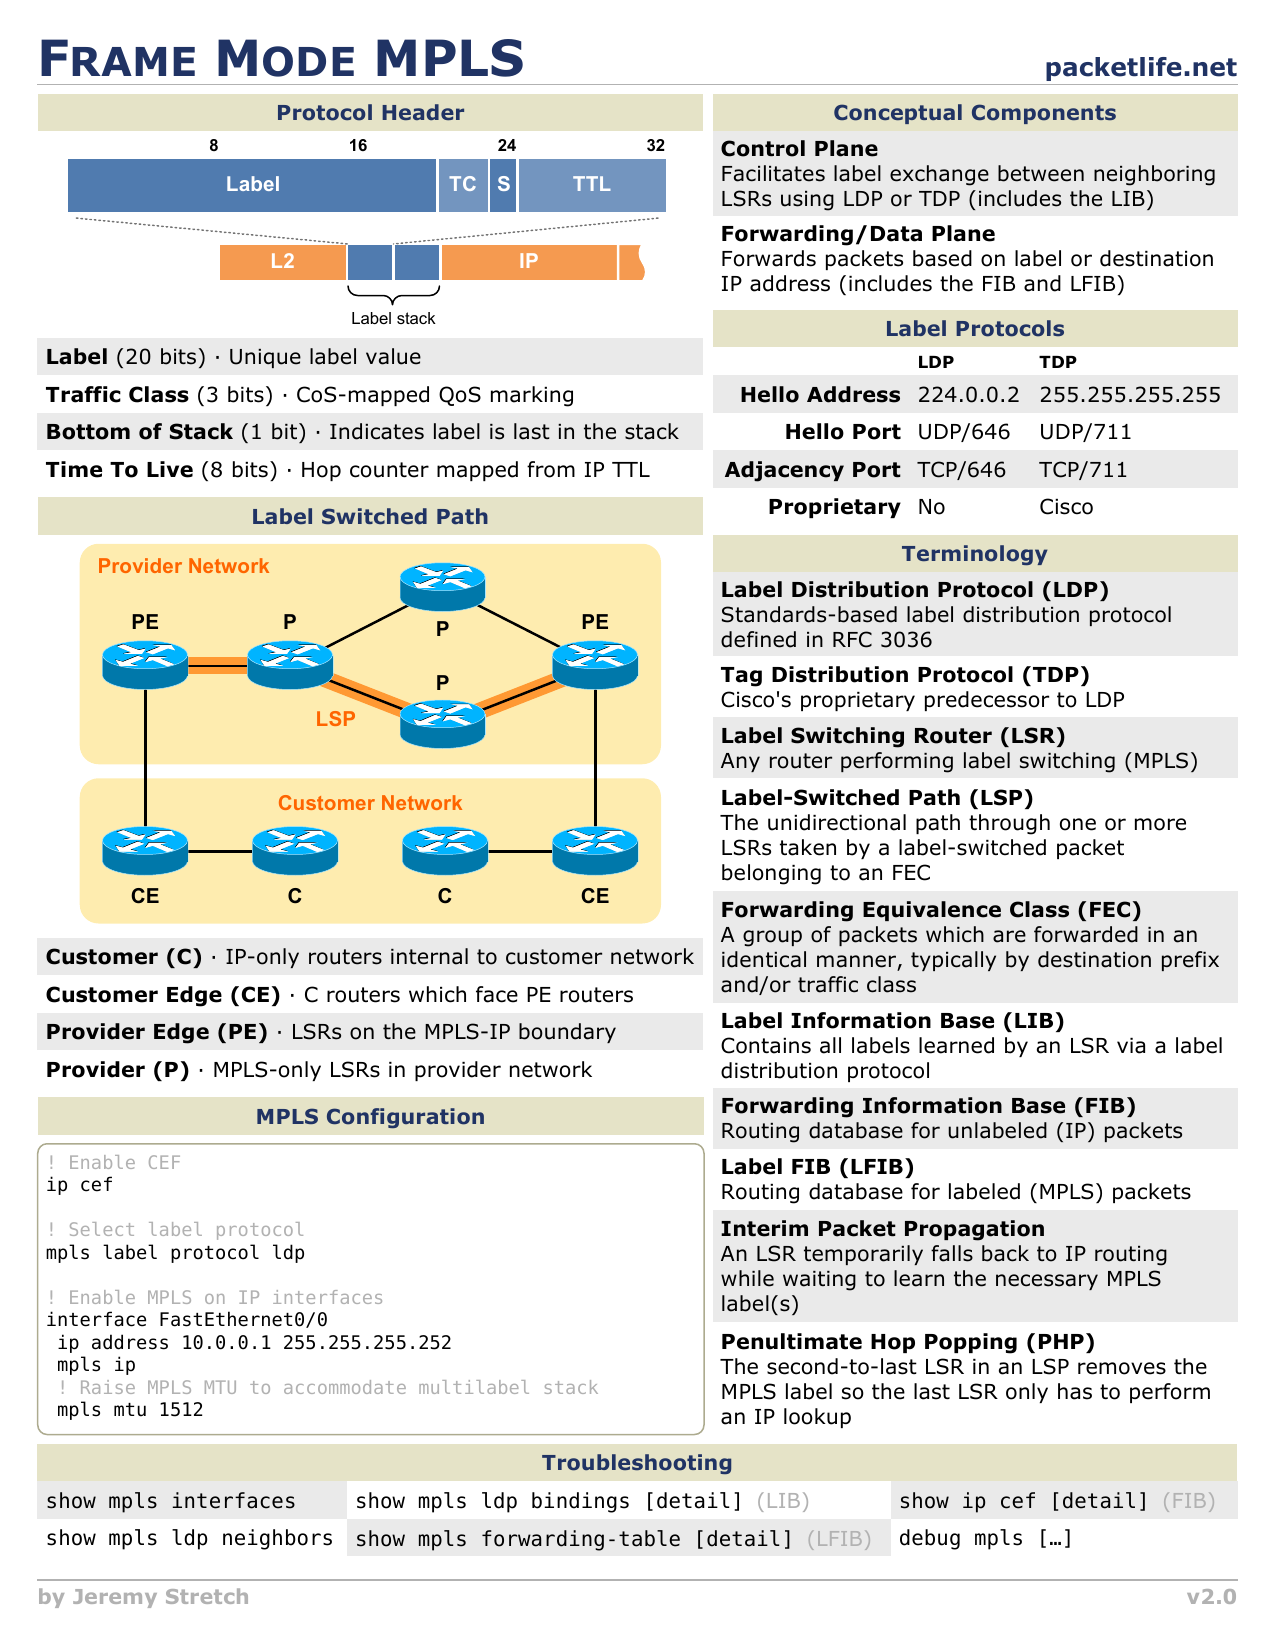 FRAME MODE MPLS
packetlife.net
Protocol Header
8 16 24 32
Label TC S TTL
L2 IP
Label stack
Label (20 bits) · Unique label value
Traffic Class (3 bits) · CoS-mapped QoS marking
Bottom of Stack (1 bit) · Indicates label is last in the stack
Time To Live (8 bits) · Hop counter mapped from IP TTL
Label Switched Path
Provider Network
PE P P PE
P
LSP
Customer Network
CE C C CE
Customer (C) · IP-only routers internal to customer network
Customer Edge (CE) · C routers which face PE routers
Provider Edge (PE) · LSRs on the MPLS-IP boundary
Provider (P) · MPLS-only LSRs in provider network
MPLS Configuration
! Enable CEF
ip cef
! Select label protocol
mpls label protocol ldp
! Enable MPLS on IP interfaces
interface FastEthernet0/0
ip address 10.0.0.1 255.255.255.252
mpls ip
! Raise MPLS MTU to accommodate multilabel stack
mpls mtu 1512
Conceptual Components
Control Plane
Facilitates label exchange between neighboring
LSRs using LDP or TDP (includes the LIB)
Forwarding/Data Plane
Forwards packets based on label or destination
IP address (includes the FIB and LFIB)
Label Protocols
LDP TDP
Hello Address 224.0.0.2 255.255.255.255
Hello Port UDP/646 UDP/711
Adjacency Port TCP/646 TCP/711
Proprietary No Cisco
Terminology
Label Distribution Protocol (LDP)
Standards-based label distribution protocol
defined in RFC 3036
Tag Distribution Protocol (TDP)
Cisco's proprietary predecessor to LDP
Label Switching Router (LSR)
Any router performing label switching (MPLS)
Label-Switched Path (LSP)
The unidirectional path through one or more
LSRs taken by a label-switched packet
belonging to an FEC
Forwarding Equivalence Class (FEC)
A group of packets which are forwarded in an
identical manner, typically by destination prefix
and/or traffic class
Label Information Base (LIB)
Contains all labels learned by an LSR via a label
distribution protocol
Forwarding Information Base (FIB)
Routing database for unlabeled (IP) packets
Label FIB (LFIB)
Routing database for labeled (MPLS) packets
Interim Packet Propagation
An LSR temporarily falls back to IP routing
while waiting to learn the necessary MPLS
label(s)
Penultimate Hop Popping (PHP)
The second-to-last LSR in an LSP removes the
MPLS label so the last LSR only has to perform
an IP lookup
Troubleshooting
show mpls interfaces show mpls ldp bindings [detail] (LIB) show ip cef [detail] (FIB)
show mpls ldp neighbors show mpls forwarding-table [detail] (LFIB) debug mpls […]
by Jeremy Stretch v2.0